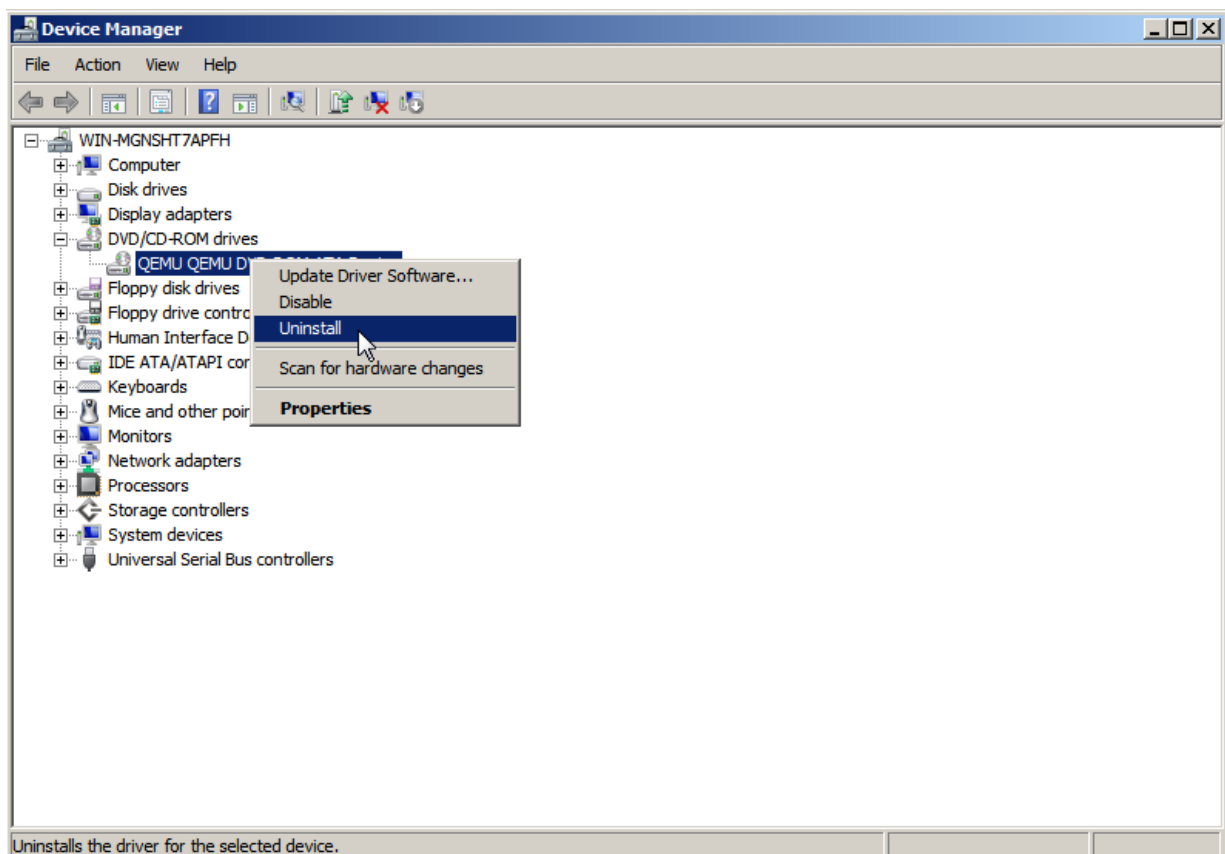 Device Manager
File Action View Help
WIN-MGNSHT7APFH
Computer
Disk drives
Display adapters
DVD/CD-ROM drives
QEMU QEMU
Update Driver Software...
Floppy disk drives
Disable
Floppy drive contro
Uninstall
Human Interface D
IDE ATA/ATAPI cor
Scan for hardware changes
Keyboards
Mice and other poir
Properties
Monitors
Network adapters
Processors
Storage controllers
System devices
Universal Serial Bus controllers
Uninstalls the driver for the selected device.